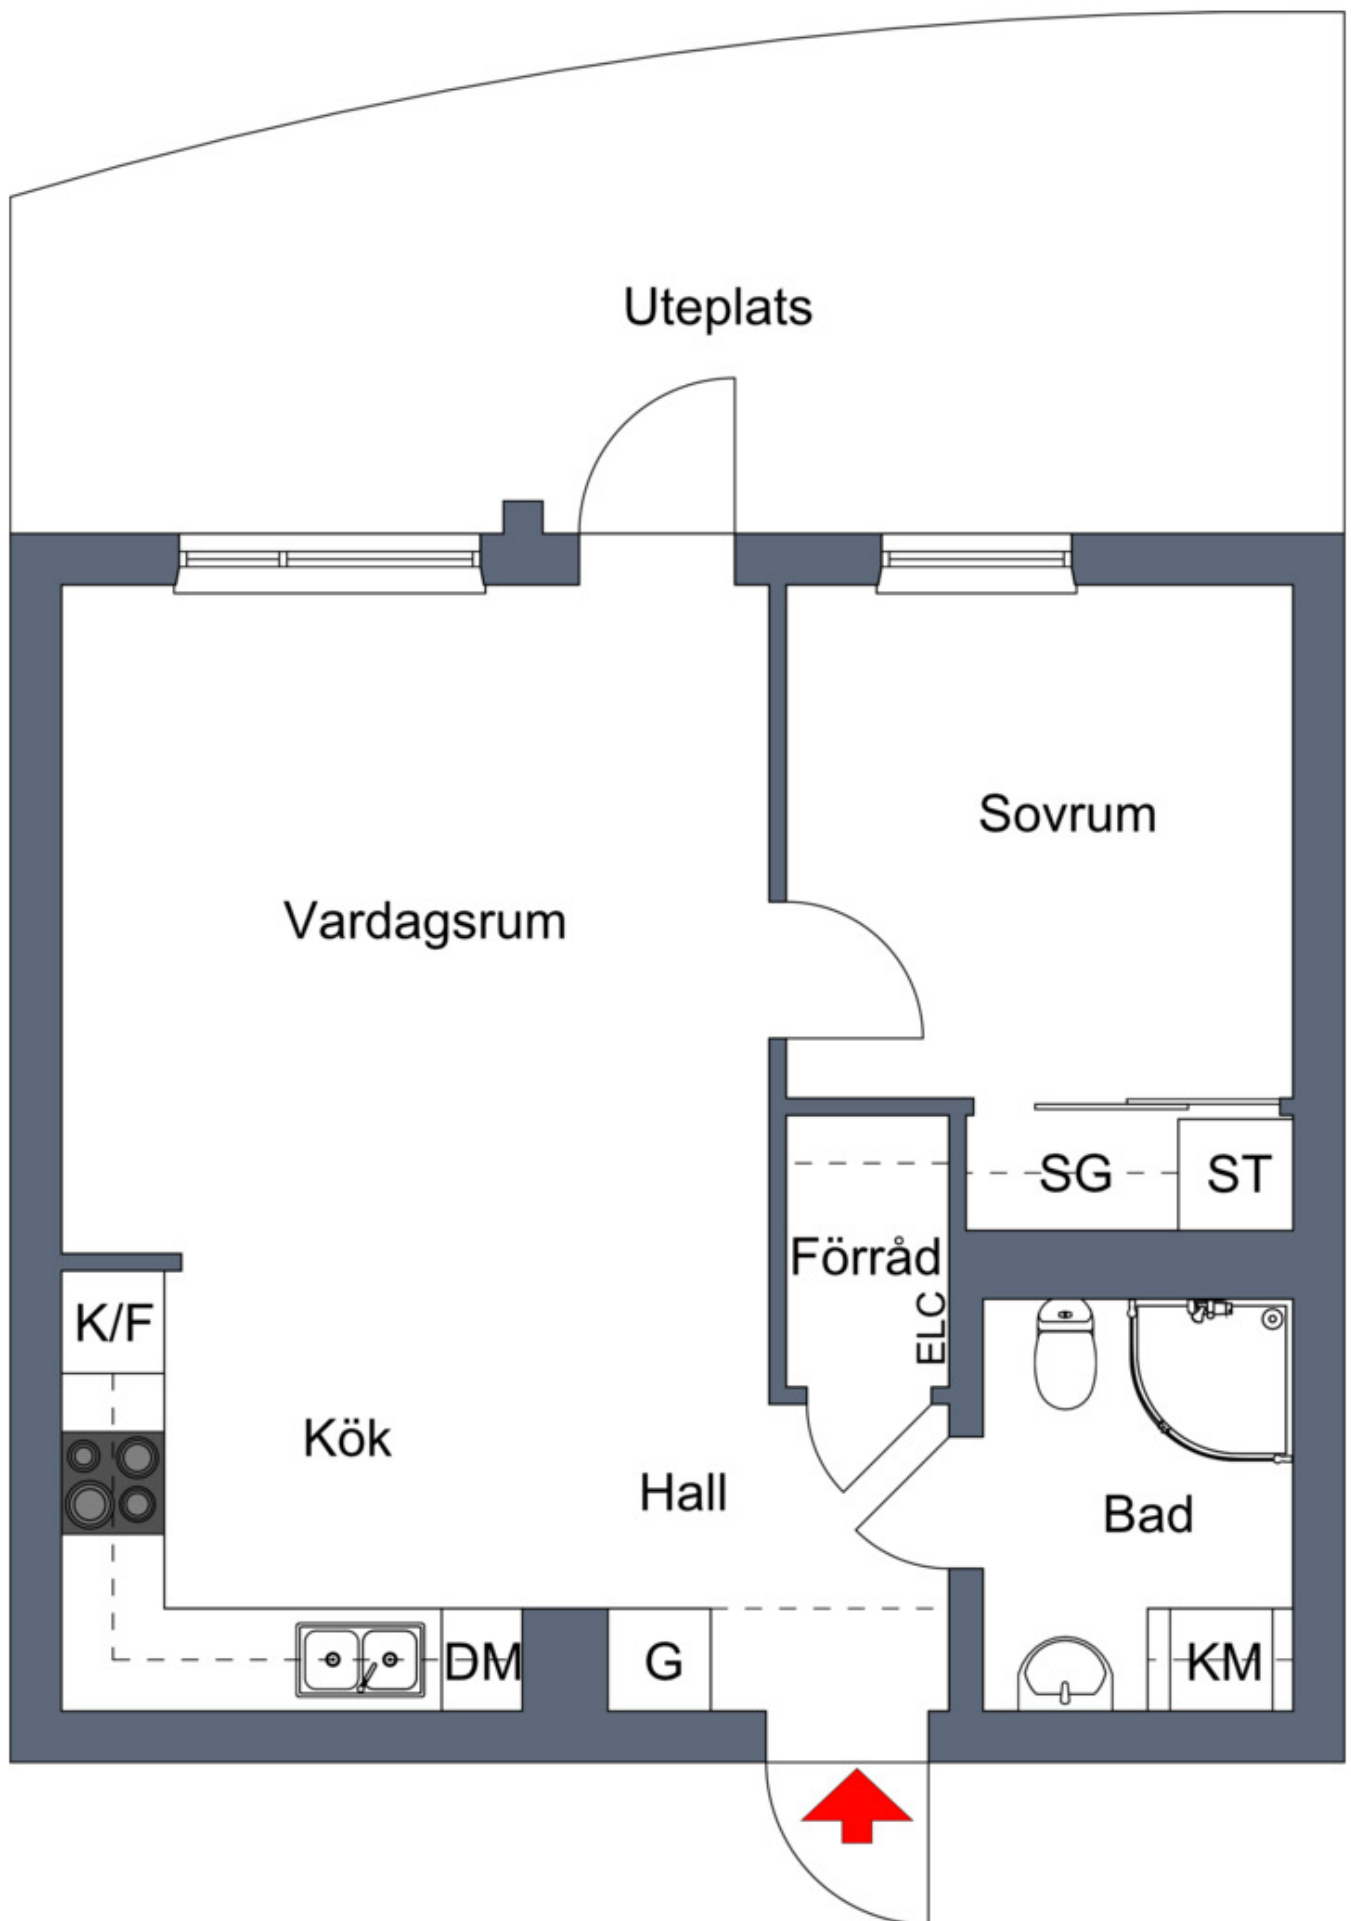 Uteplats
Sovrum
Vardagsrum
SG ST
Förråd
ELC
K/F
Kök
Hall
Bad
DM
G
KM